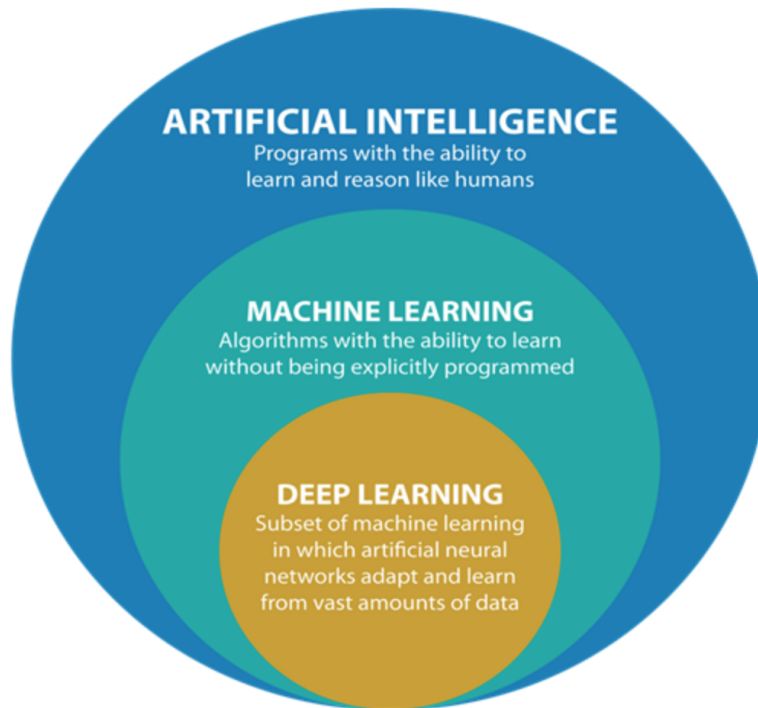 ARTIFICIAL INTELLIGENCE
Programs with the ability to
learn and reason like humans
MACHINE LEARNING
Algorithms with the ability to learn
without being explicitly programmed
DEEP LEARNING
Subset of machine learning
in which artificial neural
networks adapt and learn
from vast amounts of data